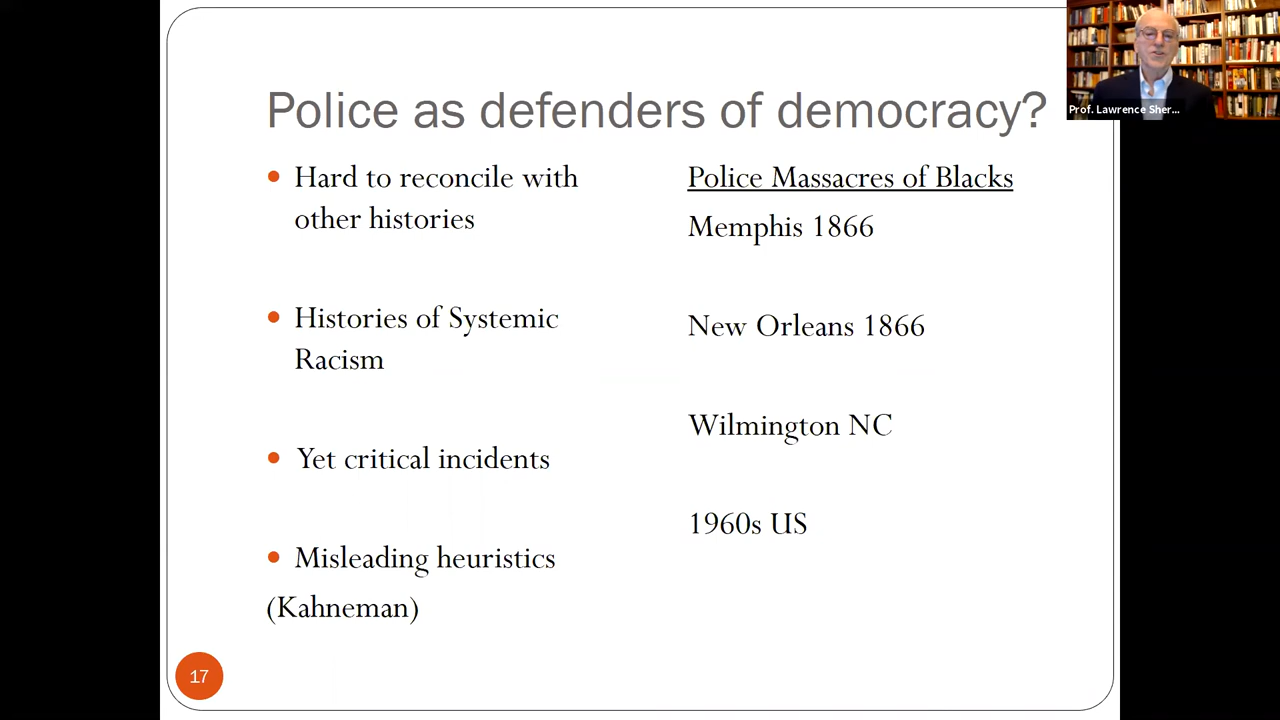 Police as defenders of democracy?
Prof. Lawrence Sher...
• Hard to reconcile with
other histories
• Histories of Systemic
Racism
• Yet critical incidents
• Misleading heuristics
(Kahneman)
Police Massacres of Blacks
Memphis 1866
New Orleans 1866
Wilmington NC
1960s US
17